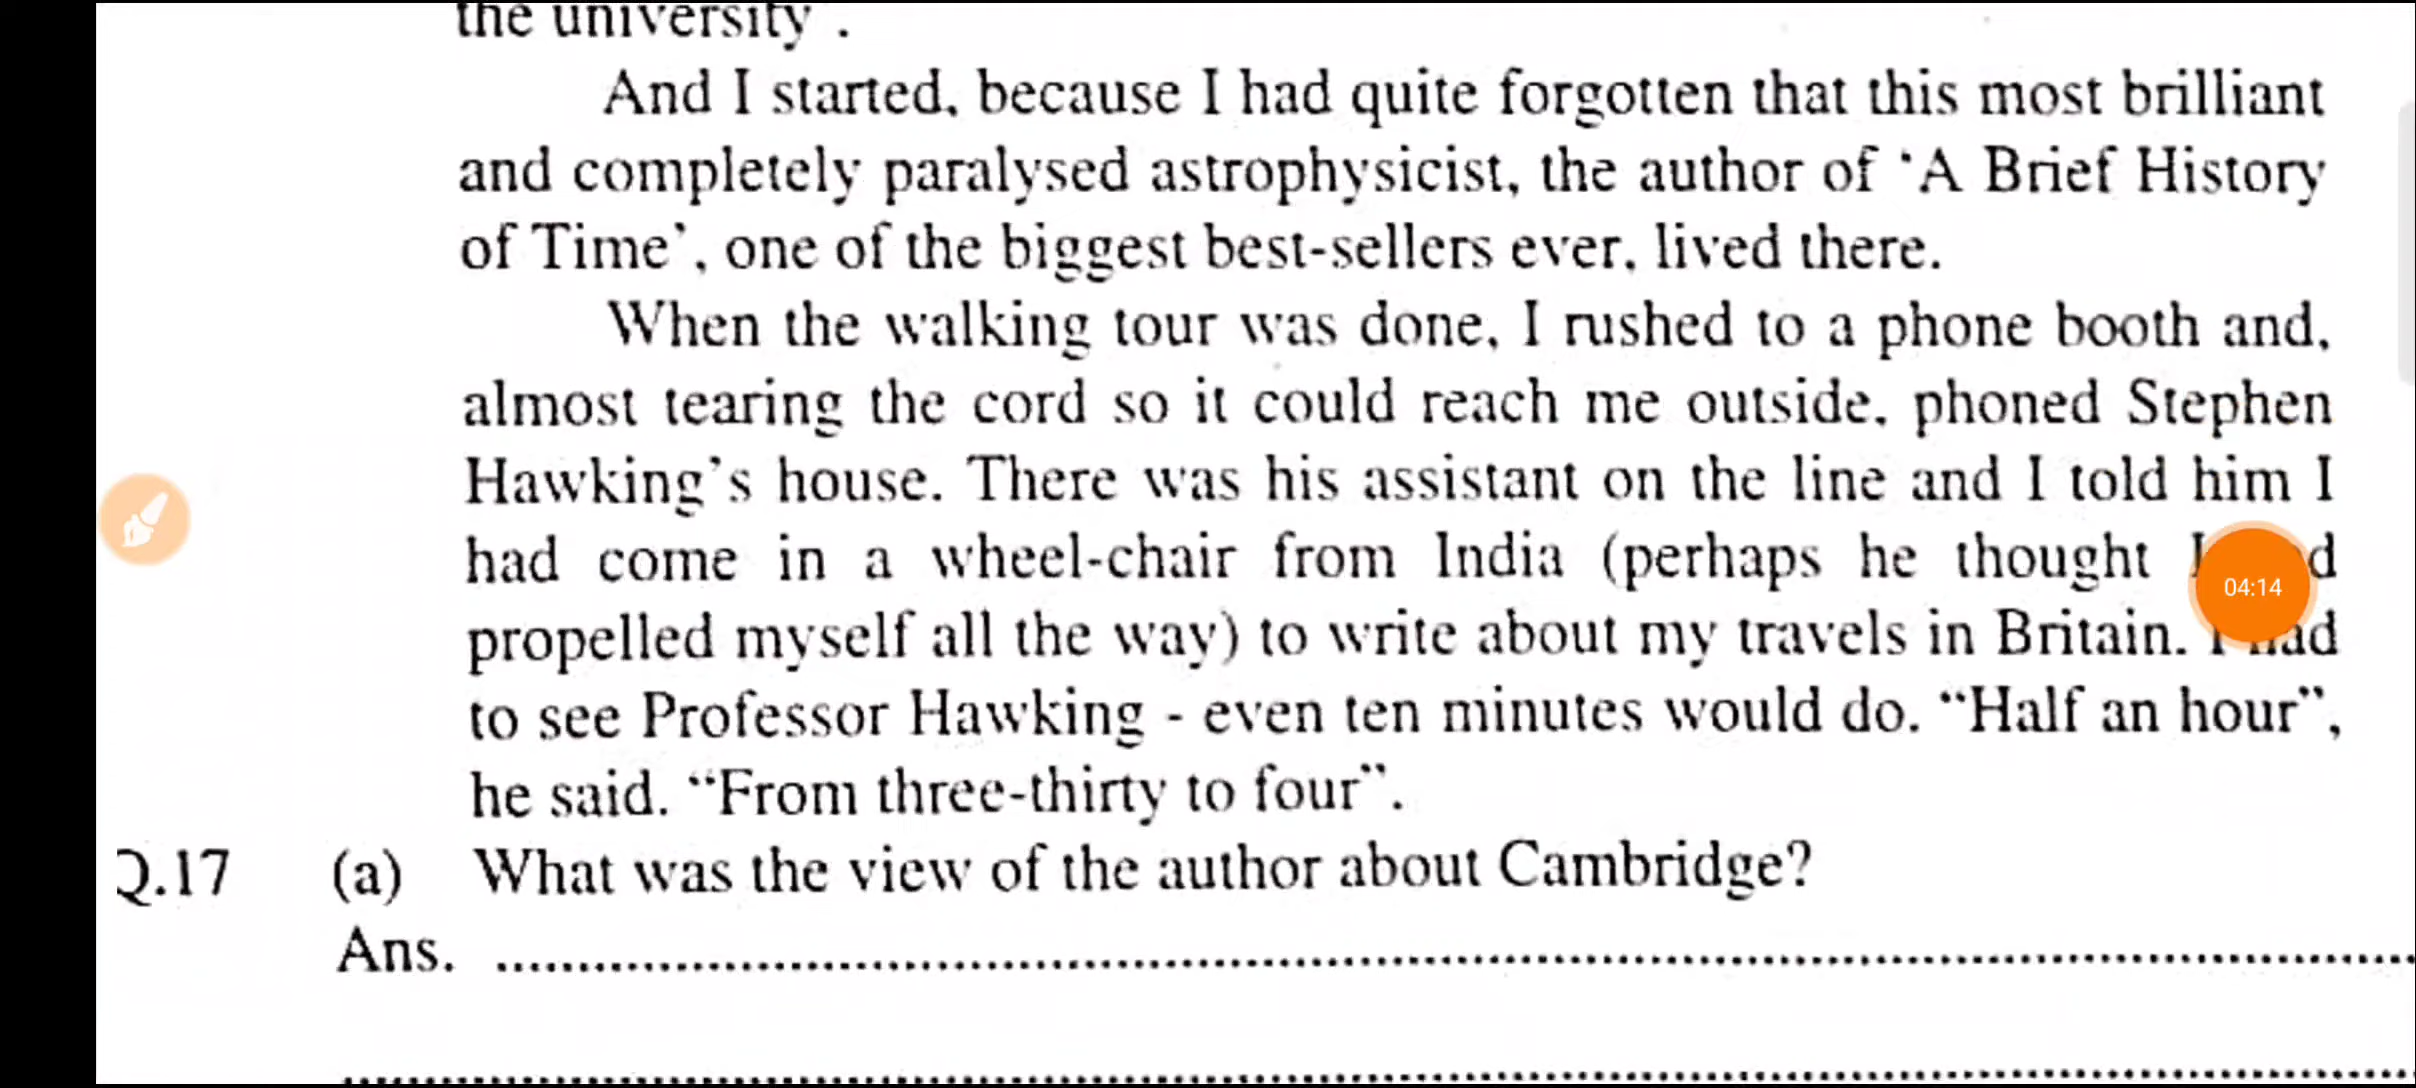 the university .
And I started, because I had quite forgotten that this most brilliant
and completely paralysed astrophysicist, the author of ‘A Brief History
of Time’, one of the biggest best-sellers ever, lived there.
When the walking tour was done, I rushed to a phone booth and,
almost tearing the cord so it could reach me outside, phoned Stephen
Hawking’s house. There was his assistant on the line and I told him I
had come in a wheel-chair from India (perhaps he thought I
04:14
propelled myself all the way) to write about my travels in Britain. I had
to see Professor Hawking - even ten minutes would do. “Half an hour”,
he said. “From three-thirty to four”.
Q.17 (a) What was the view of the author about Cambridge?
Ans. ........................................................................
........................................................................